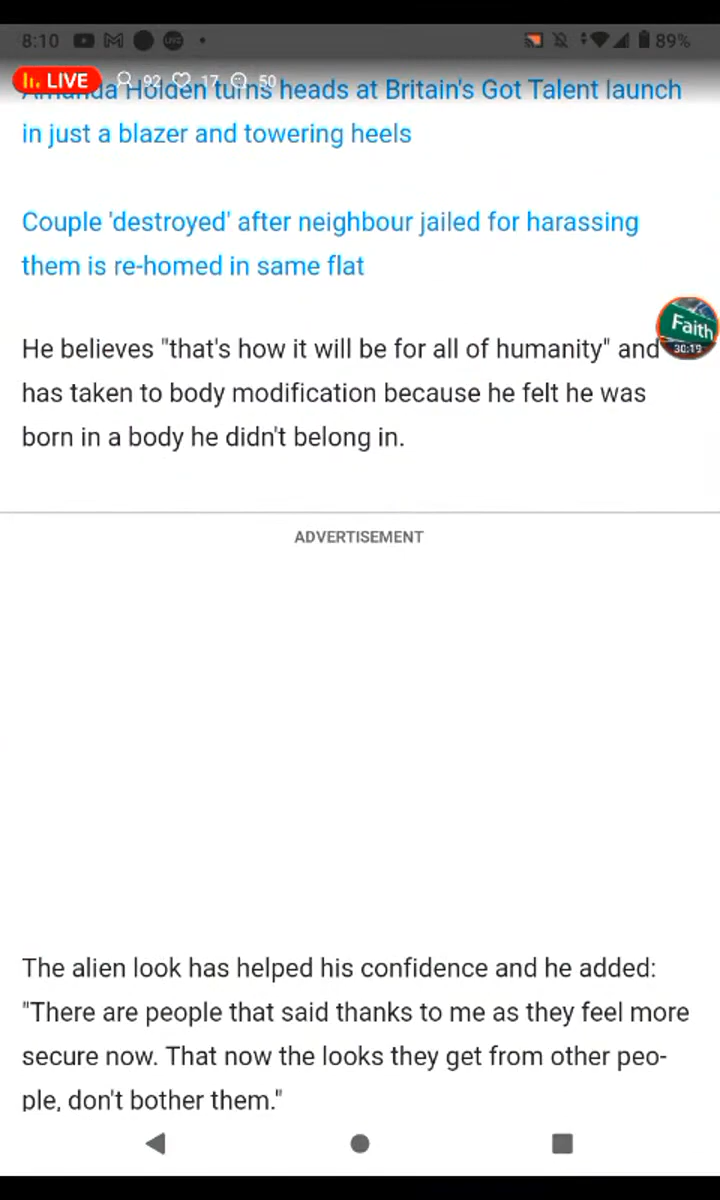 8:10
89%
LIVE 92 17 50
Amanda Holden turns heads at Britain's Got Talent launch
in just a blazer and towering heels
Couple 'destroyed' after neighbour jailed for harassing
them is re-homed in same flat
Faith
30:19
He believes "that's how it will be for all of humanity" and
has taken to body modification because he felt he was
born in a body he didn't belong in.
ADVERTISEMENT
The alien look has helped his confidence and he added:
"There are people that said thanks to me as they feel more
secure now. That now the looks they get from other peo-
ple, don't bother them."